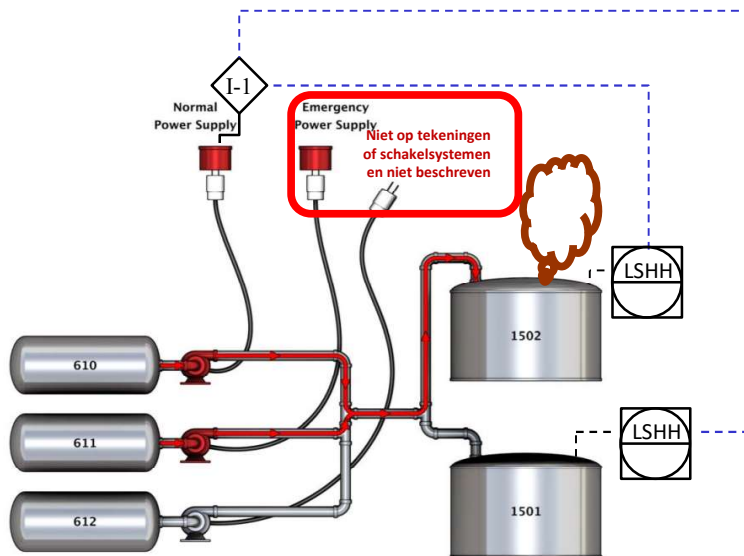 I-1
Normal
Power Supply
Emergency
Power Supply
Niet op tekeningen
of schakelsystemen
en niet beschreven
LSHH
1502
610
LSHH
611
1501
612